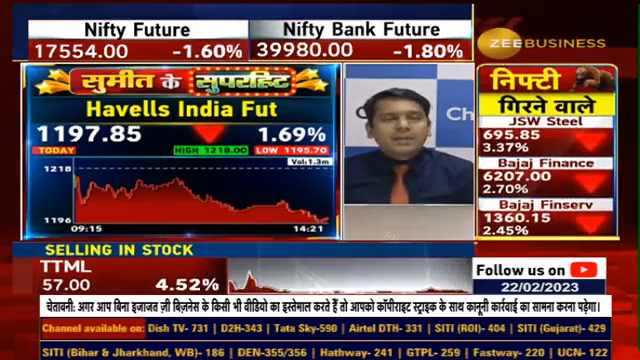 Nifty Future
17554.00 -1.60%
Nifty Bank Future
39980.00 -1.80%
ZEE BUSINESS
सुमीत के सुपरहिट
Havells India Fut
1197.85 1.69%
TODAY HIGH 1218.00 LOW 1195.70
Vol:1.3m
1218
1196
09:15 14:21
Ch
निफ्टी
गिरने वाले
JSW Steel
695.85
3.37%
Bajaj Finance
6207.00
2.70%
Bajaj Finserv
1360.15
2.45%
SELLING IN STOCK
TTML
57.00 4.52%
Follow us on
22/02/2023
चेतावनी: अगर आप बिना इजाजत ज़ी बिज़नेस के किसी भी वीडियो का इस्तेमाल करते हैं तो आपको कॉपीराइट स्ट्राइक के साथ कानूनी कार्रवाई का सामना करना पड़ेगा।
Channel available on: Dish TV- 731 | D2H-343 | Tata Sky-590 | Airtel DTH- 331 | SITI (ROI) - 404 | SITI (Gujarat) - 429
SITI (Bihar & Jharkhand, WB)- 186 | DEN-355/356 | Hathway- 241 | GTPL- 259 | Fastway- 220 | UCN- 122